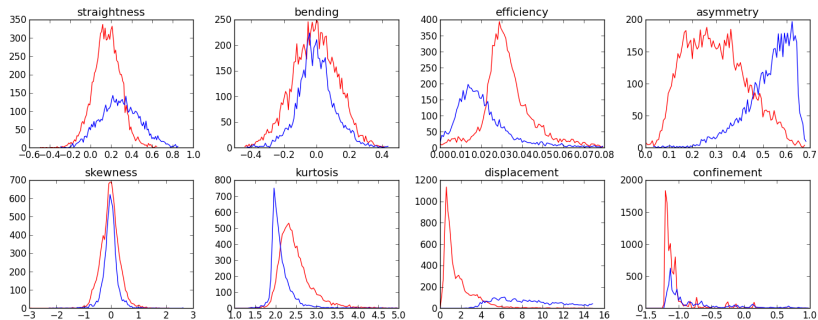 straightness bending efficiency asymmetry
350 250 400 200
300 200 350 150
250 150 300 100
200 100 250 50
150 50 200 0
100 0 150
50 100
0 50
0
−0.6 −0.4 −0.2 0.0 0.2 0.4 0.6 0.8 1.0 −0.4 −0.2 0.0 0.2 0.4 0.000.010.020.030.040.050.060.070.08 0.0 0.1 0.2 0.3 0.4 0.5 0.6 0.7
skewness kurtosis displacement confinement
700 800 1200 2000
600 700 1000 1500
500 600 800 1000
400 500 600 500
300 400 400 0
200 300 200
100 200 0
0 100
0
−3 −2 −1 0 1 2 3 1.0 1.5 2.0 2.5 3.0 3.5 4.0 4.5 5.0 0 2 4 6 8 10 12 14 16 −1.5 −1.0 −0.5 0.0 0.5 1.0